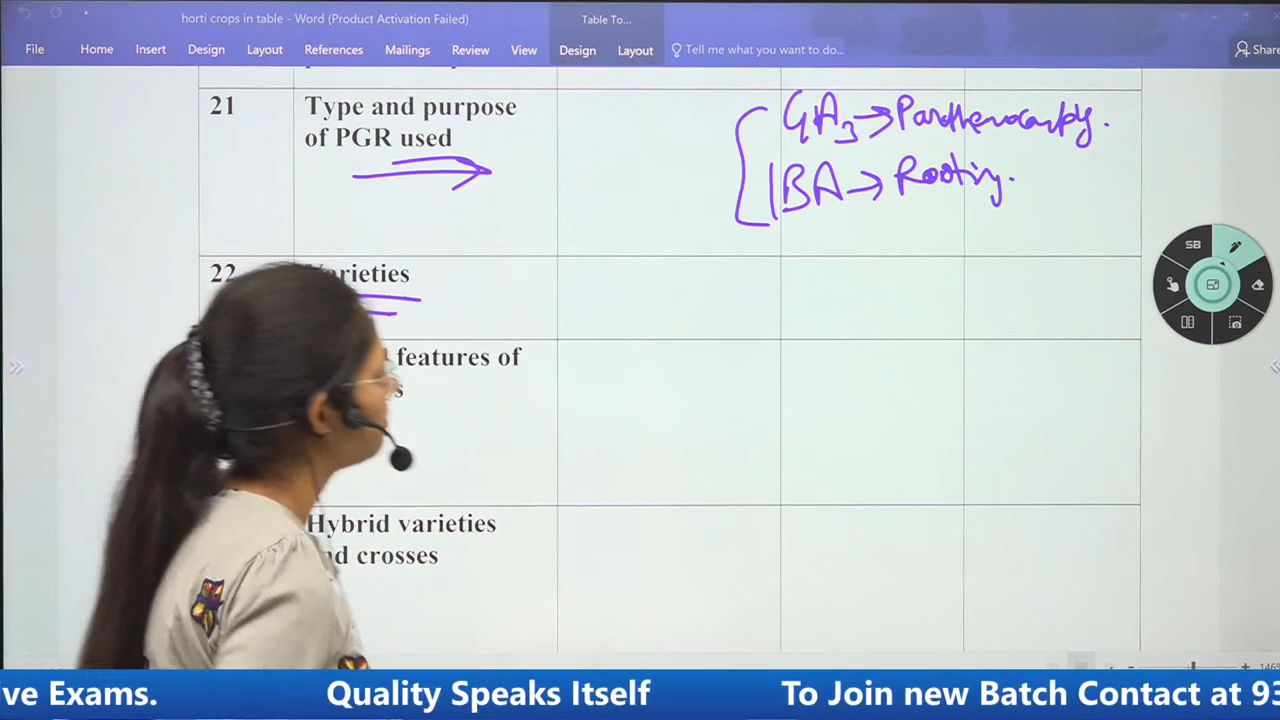 horti crops in table - Word (Product Activation Failed)
Table To...
File Home Insert Design Layout References Mailings Review View Design Layout Tell me what you want to do... Share
21 Type and purpose
of PGR used
GA3 → Parthenocarpy.
IBA → Rooting.
22 Varieties
features of
Hybrid varieties
crosses
SB
146
ive Exams. Quality Speaks Itself To Join new Batch Contact at 93